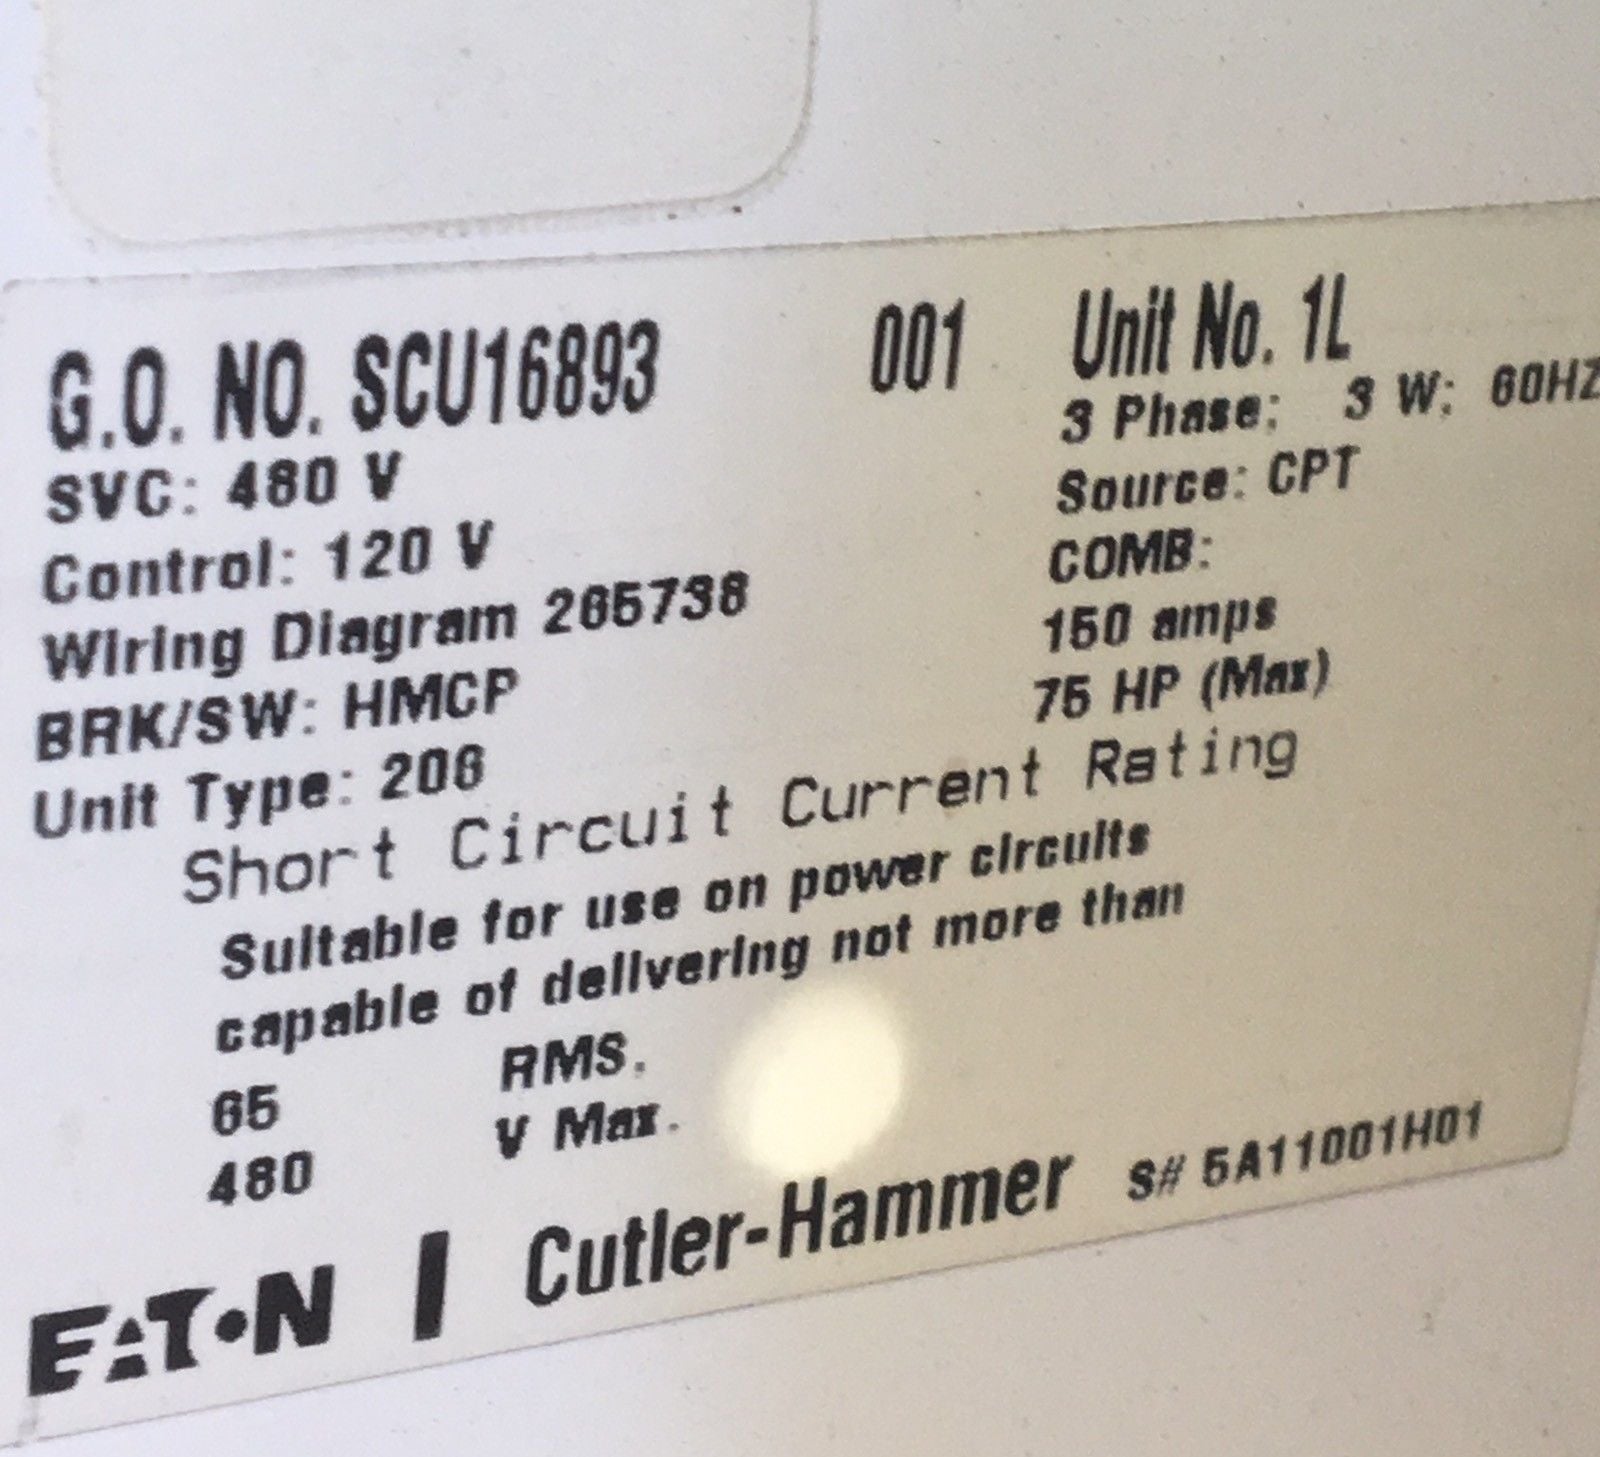 G.O. NO. SCU16893 001 Unit No. 1L
SVC: 480 V 3 Phase; 3 W; 60HZ
Control: 120 V Source: CPT
Wiring Diagram 265738 COMB:
BRK/SW: HMCP 150 amps
Unit Type: 206 75 HP (Max)
Short Circuit Current Rating
Suitable for use on power circuits
capable of delivering not more than
65 RMS.
480 V Max.
EATON Cutler-Hammer S# 5A11001H01